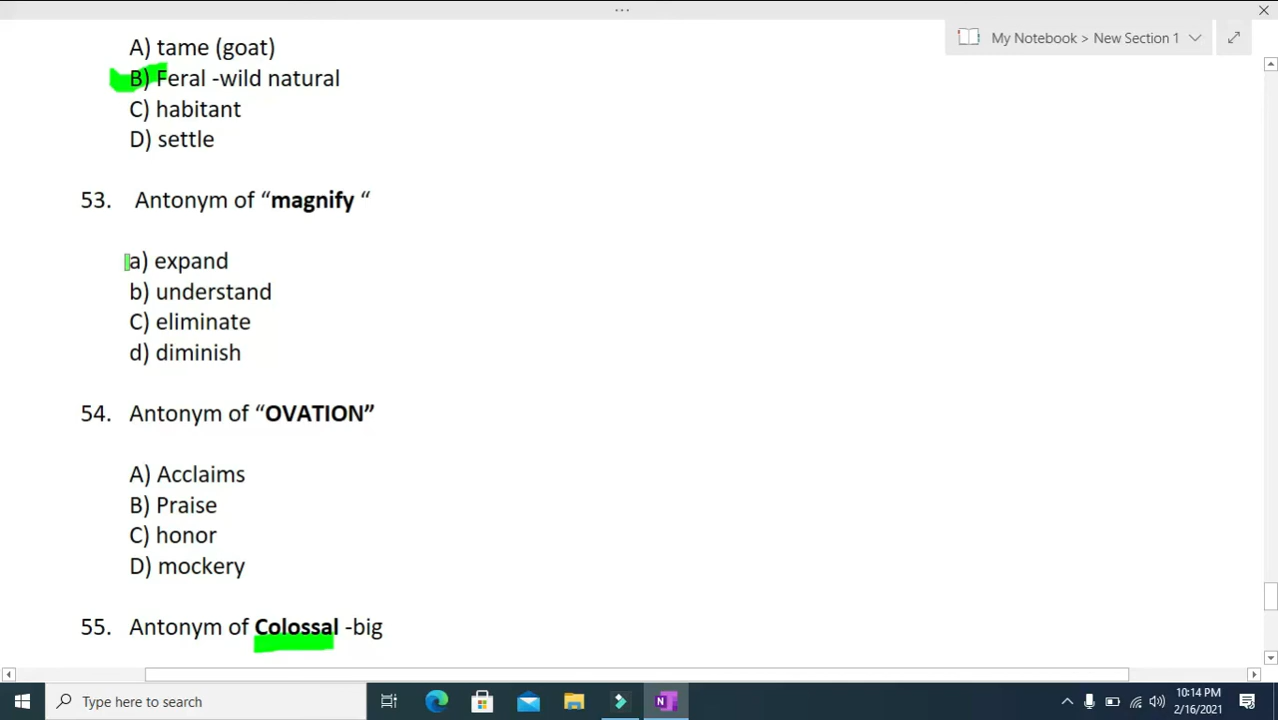 ...
My Notebook > New Section 1
A) tame (goat)
B) Feral -wild natural
C) habitant
D) settle
53. Antonym of “magnify “
a) expand
b) understand
C) eliminate
d) diminish
54. Antonym of “OVATION”
A) Acclaims
B) Praise
C) honor
D) mockery
55. Antonym of Colossal -big
Type here to search
10:14 PM
2/16/2021